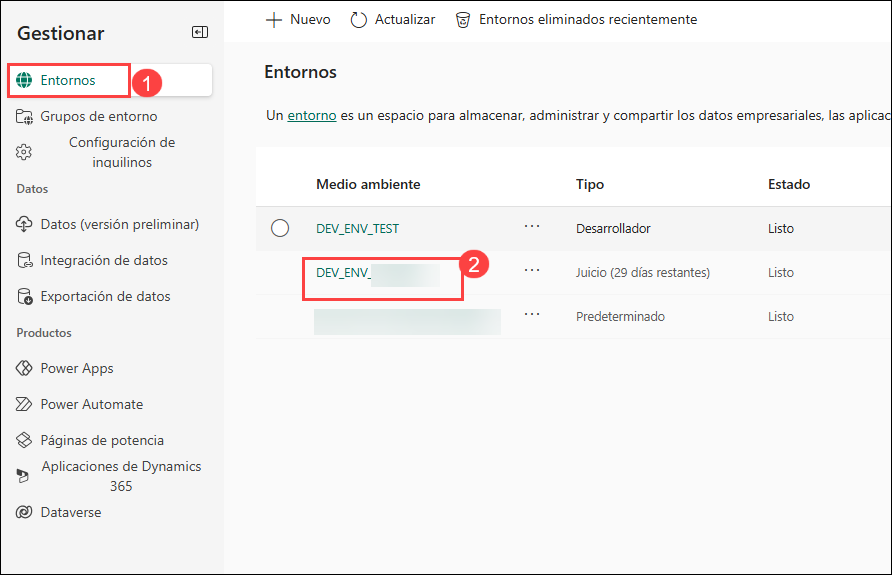 Gestionar
Entornos
1
Grupos de entorno
Configuración de
inquilinos
Datos
Datos (versión preliminar)
Integración de datos
Exportación de datos
Productos
Power Apps
Power Automate
Páginas de potencia
Aplicaciones de Dynamics
365
Dataverse
Nuevo Actualizar Entornos eliminados recientemente
Entornos
Un entorno es un espacio para almacenar, administrar y compartir los datos empresariales, las aplicac
Medio ambiente Tipo Estado
DEV_ENV_TEST ... Desarrollador Listo
DEV_ENV_ 2 ... Juicio (29 días restantes) Listo
... Predeterminado Listo